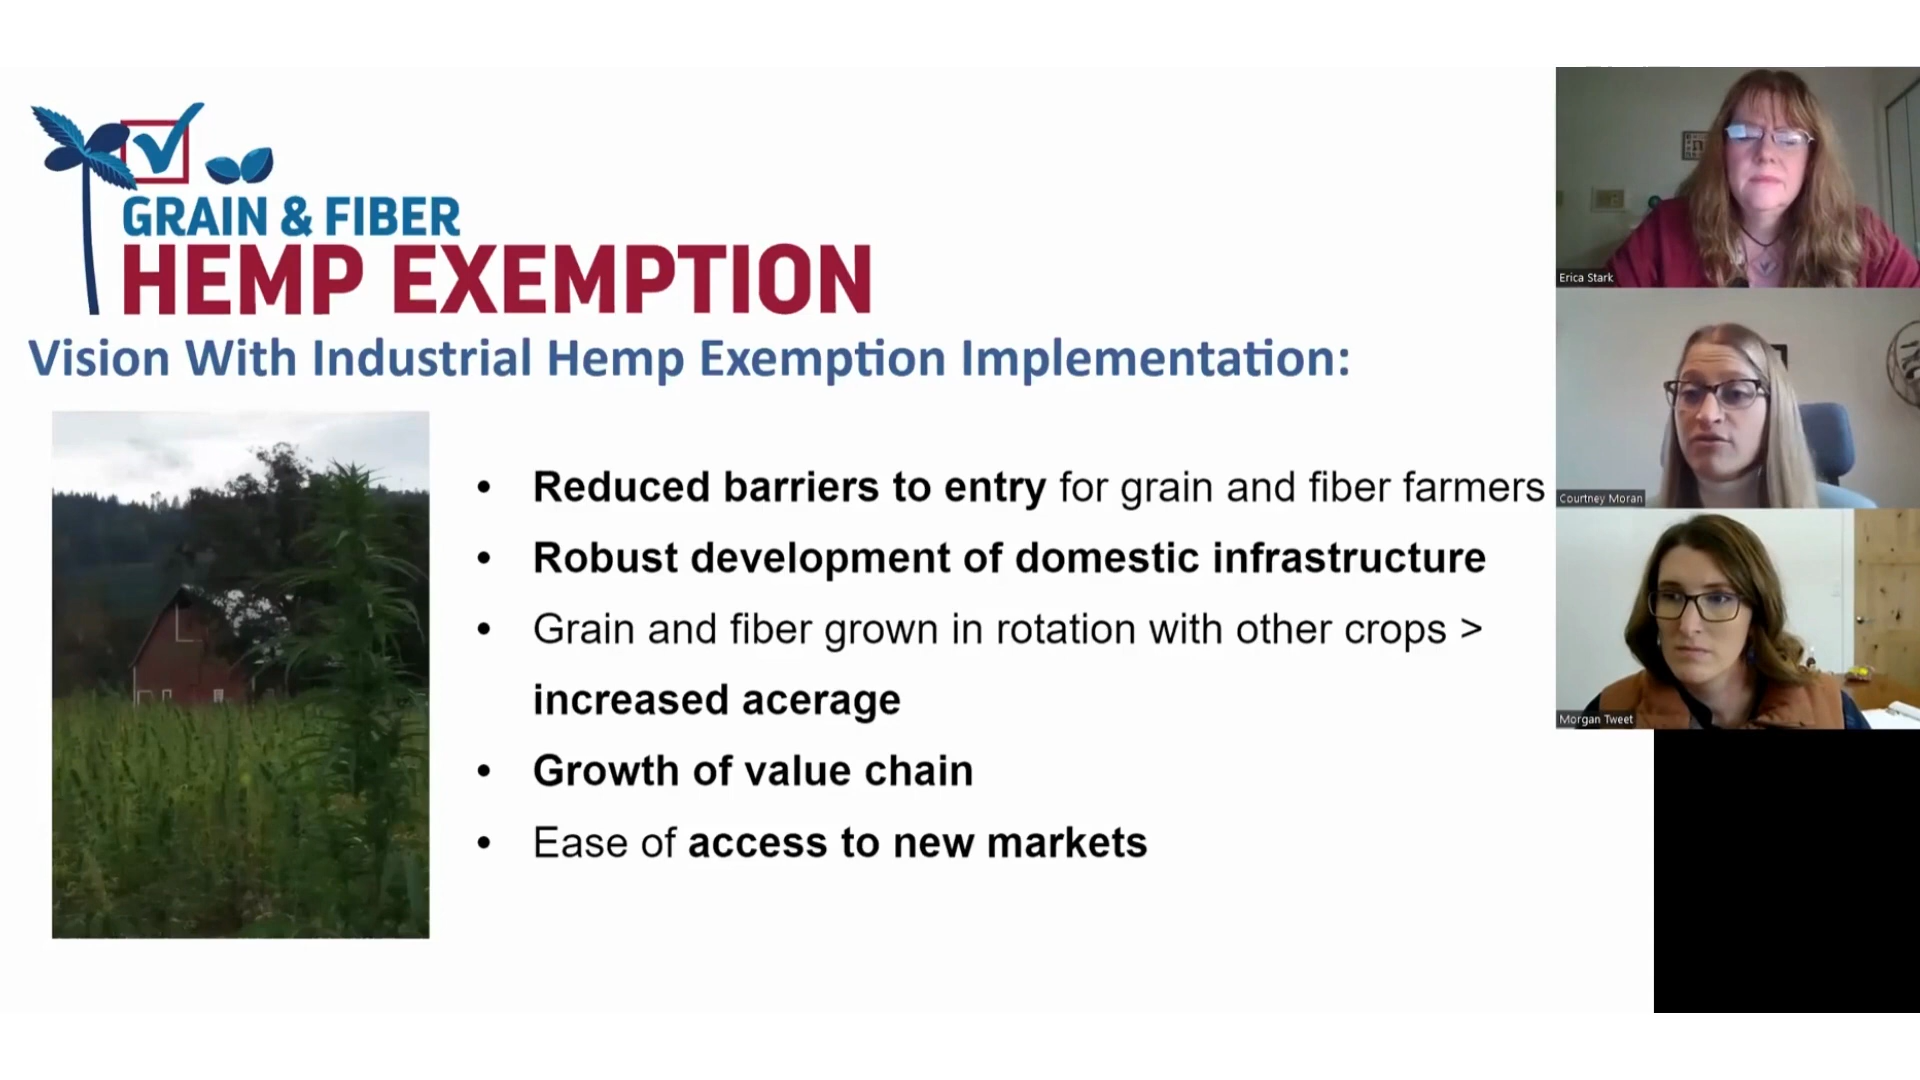 GRAIN & FIBER
HEMP EXEMPTION
Vision With Industrial Hemp Exemption Implementation:
• Reduced barriers to entry for grain and fiber farmers
• Robust development of domestic infrastructure
• Grain and fiber grown in rotation with other crops >
increased acerage
• Growth of value chain
• Ease of access to new markets
Erica Stark
Courtney Moran
Morgan Tweet